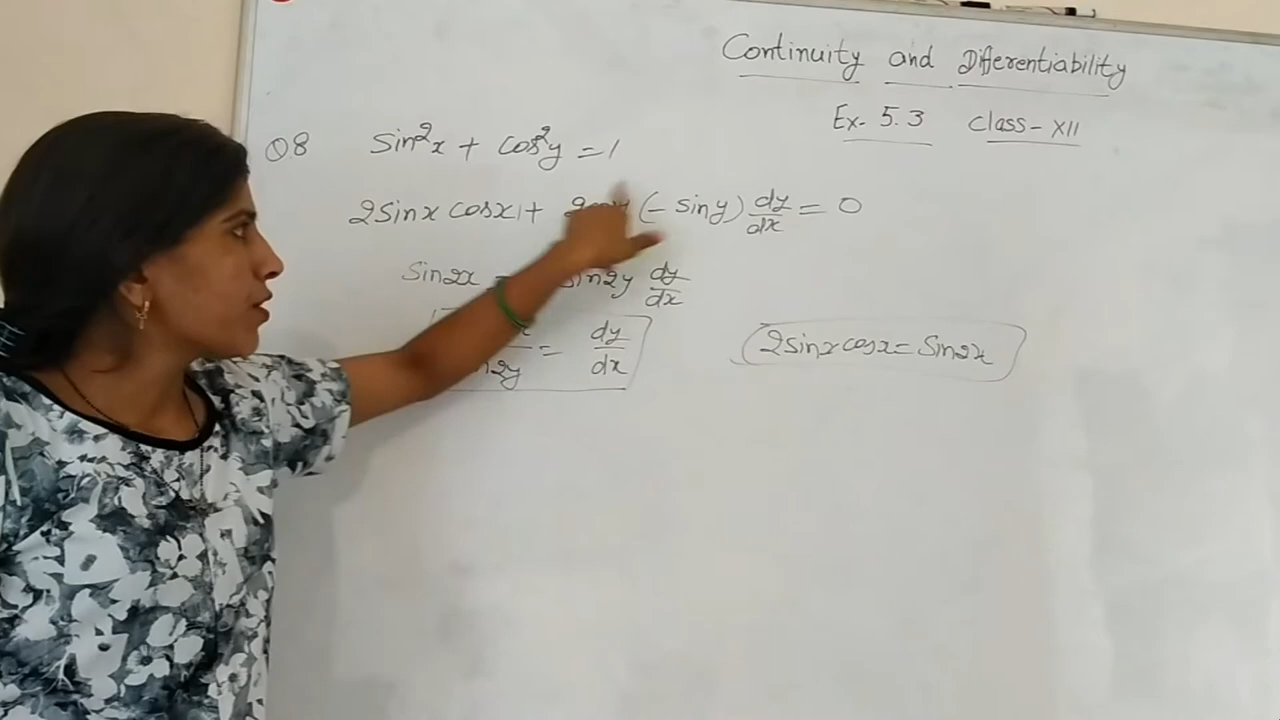 Continuity and Differentiability
Ex. 5.3 Class-XII
Q8 Sin²x + Cos²y = 1
2Sinx Cosx + (- Siny) dy/dx = 0
Sin2x = Sin2y dy/dx
= dy/dx
2Sinx Cosx = Sin2x